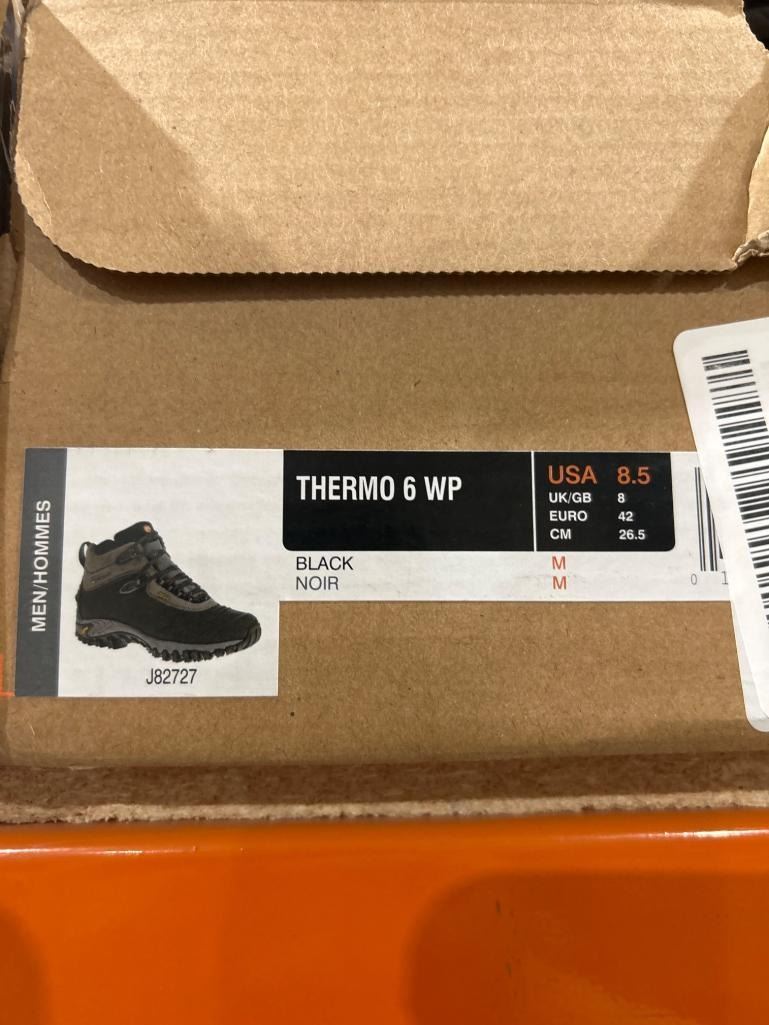 MEN/HOMMES
J82727
THERMO 6 WP
BLACK
NOIR
USA 8.5
UK/GB 8
EURO 42
CM 26.5
M
M
0